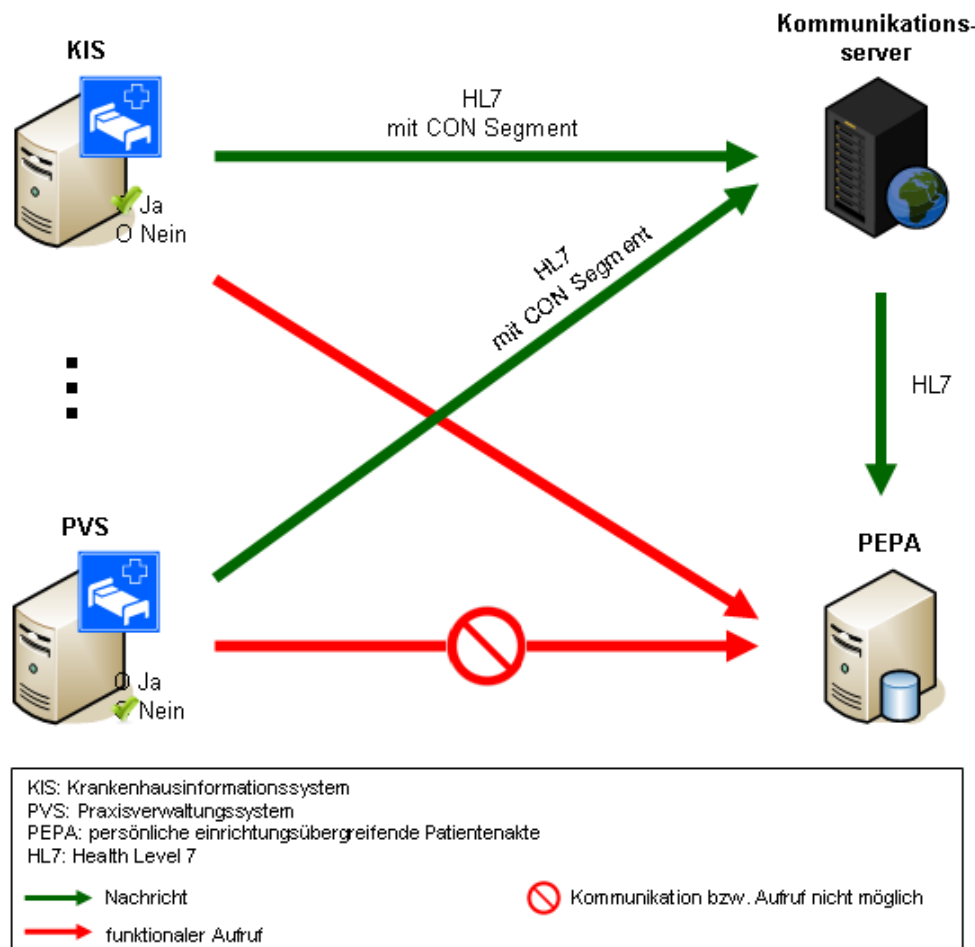 KIS
Kommunikations-
server
HL7
mit CON Segment
Ja
O Nein
HL7
mit CON Segment
HL7
PVS
PEPA
O Ja
Nein
KIS: Krankenhausinformationssystem
PVS: Praxisverwaltungssystem
PEPA: persönliche einrichtungsübergreifende Patientenakte
HL7: Health Level 7
Nachricht
Kommunikation bzw. Aufruf nicht möglich
funktionaler Aufruf